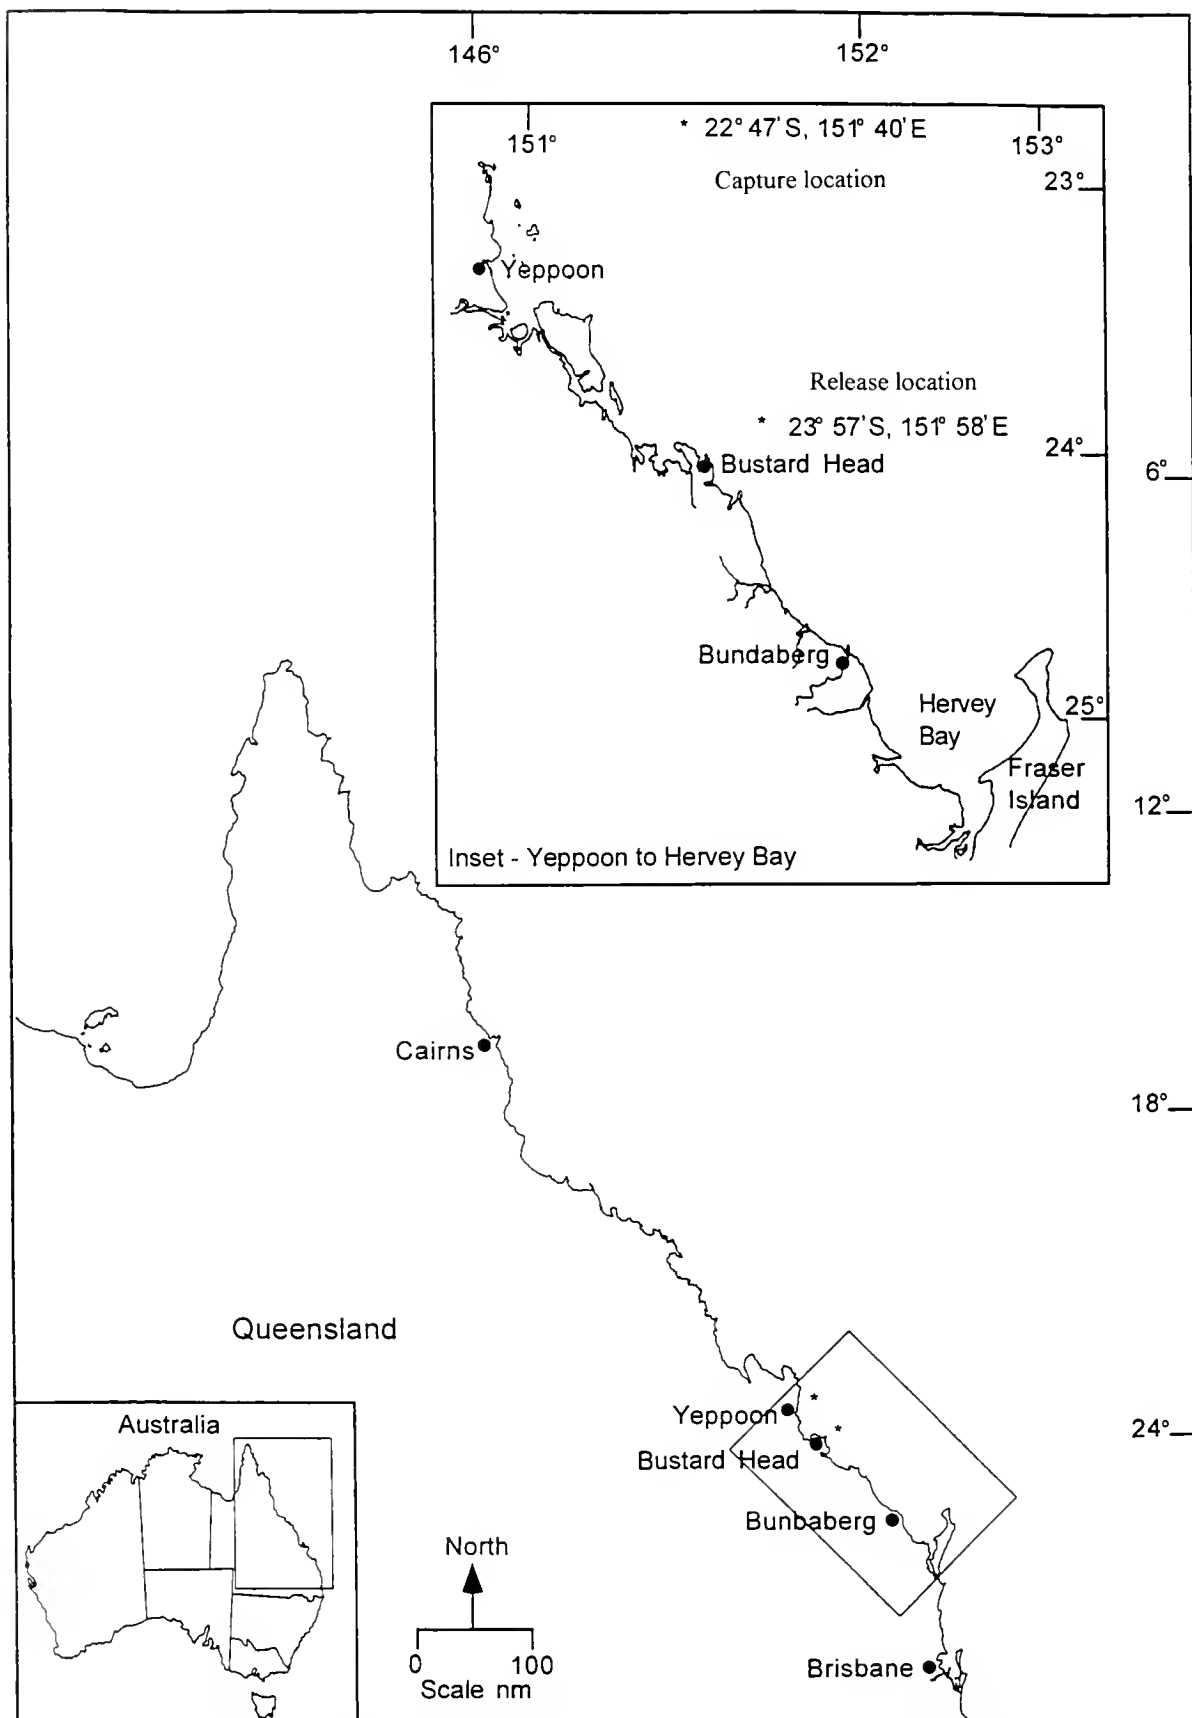 146°
152°
151°
* 22° 47'S, 151° 40'E
153°
Capture location
23°
Yeppoon
Release location
* 23° 57'S, 151° 58'E
24°
Bustard Head
6°
Bundaberg
Hervey
Bay
25°
Fraser
Island
12°
Inset - Yeppoon to Hervey Bay
Cairns
18°
Queensland
*
Yeppoon
*
24°
Bustard Head
Australia
Bunbaberg
North
0 100
Scale nm
Brisbane